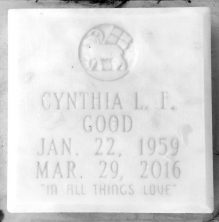 CYNTHIA L. F.
GOOD
JAN. 22, 1959
MAR. 29, 2016
"IN ALL THINGS LOVE"